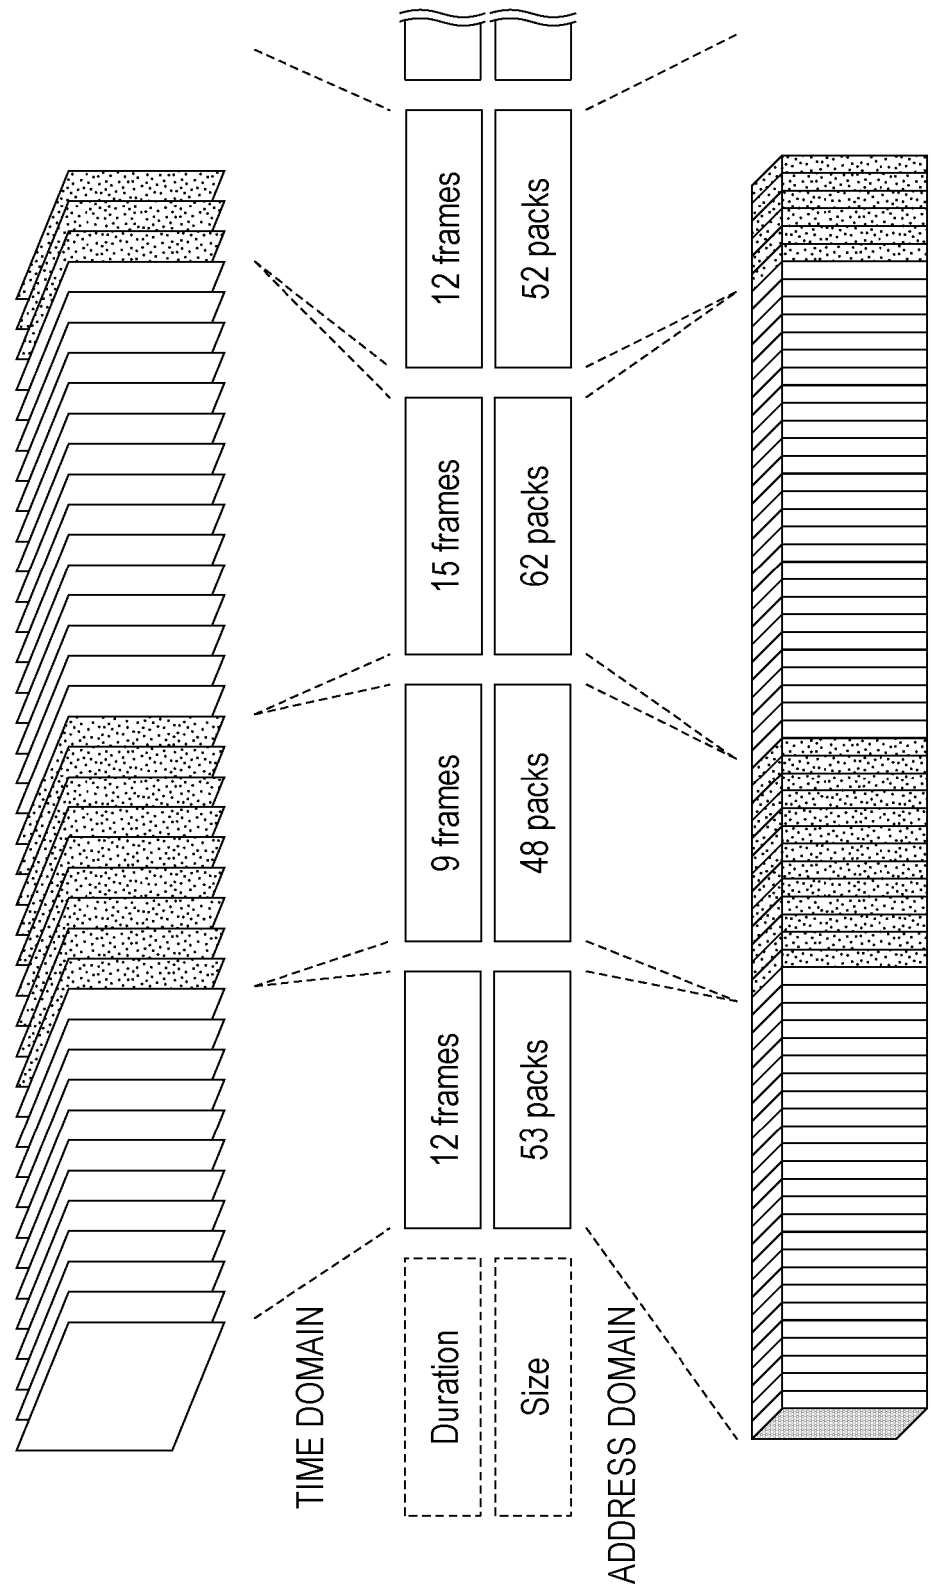 TIME DOMAIN
Duration
12 frames
9 frames
15 frames
12 frames
Size
53 packs
48 packs
62 packs
52 packs
ADDRESS DOMAIN